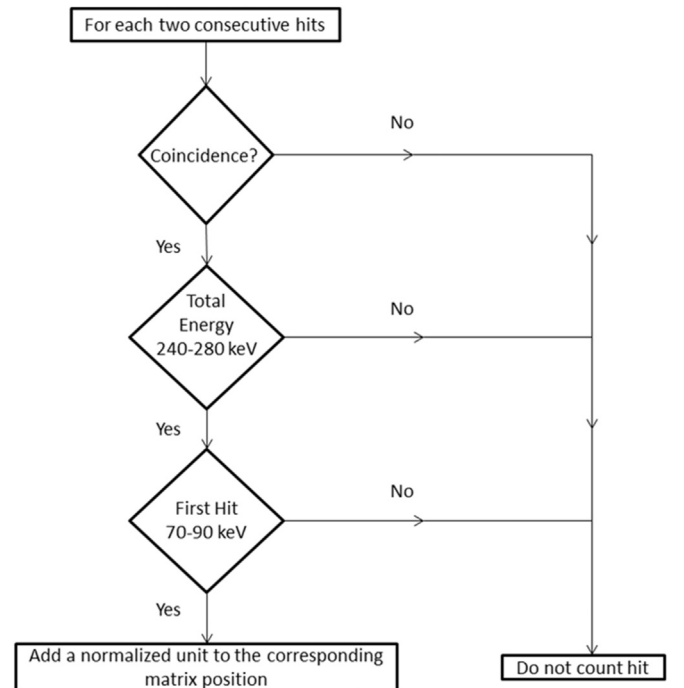 For each two consecutive hits
No
Coincidence?
Yes
Total
Energy
240-280 keV
No
Yes
First Hit
70-90 keV
No
Yes
Add a normalized unit to the corresponding
matrix position
Do not count hit